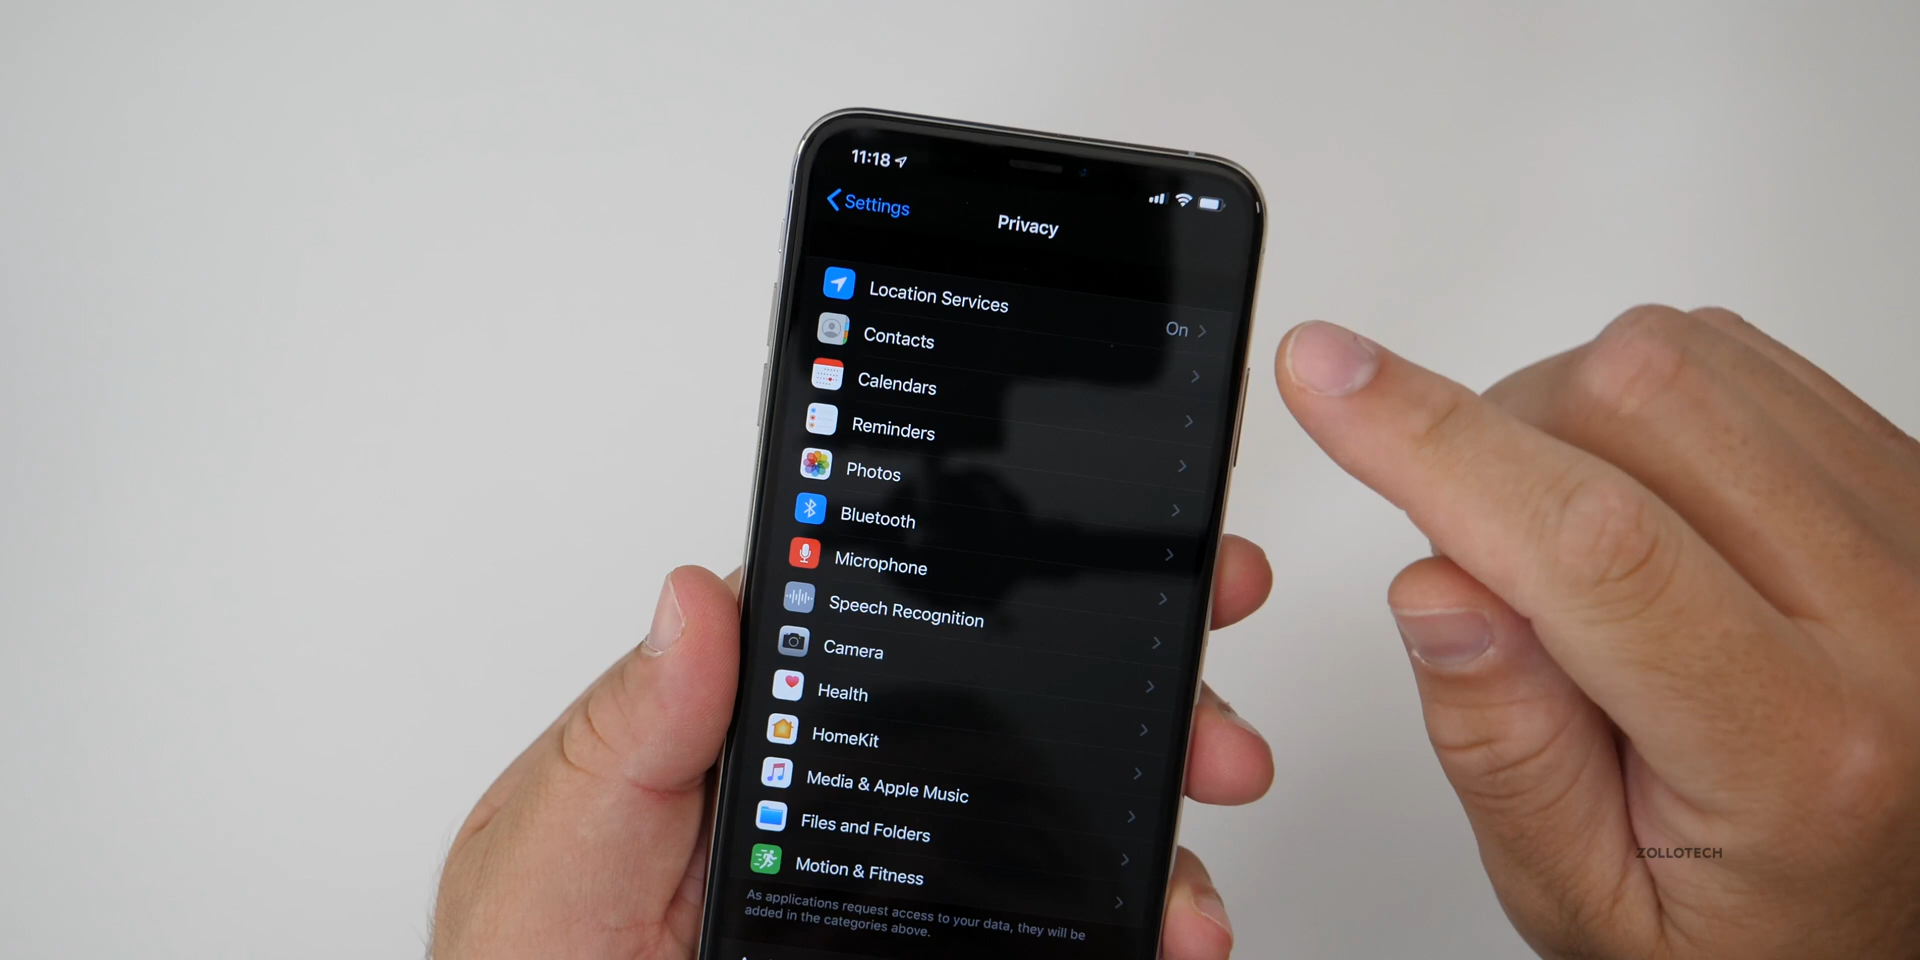 11:18
Settings
Privacy
Location Services
On
Contacts
Calendars
Reminders
Photos
Bluetooth
Microphone
Speech Recognition
Camera
Health
HomeKit
Media & Apple Music
Files and Folders
Motion & Fitness
As applications request access to your data, they will be
added in the categories above.
ZOLLOTECH